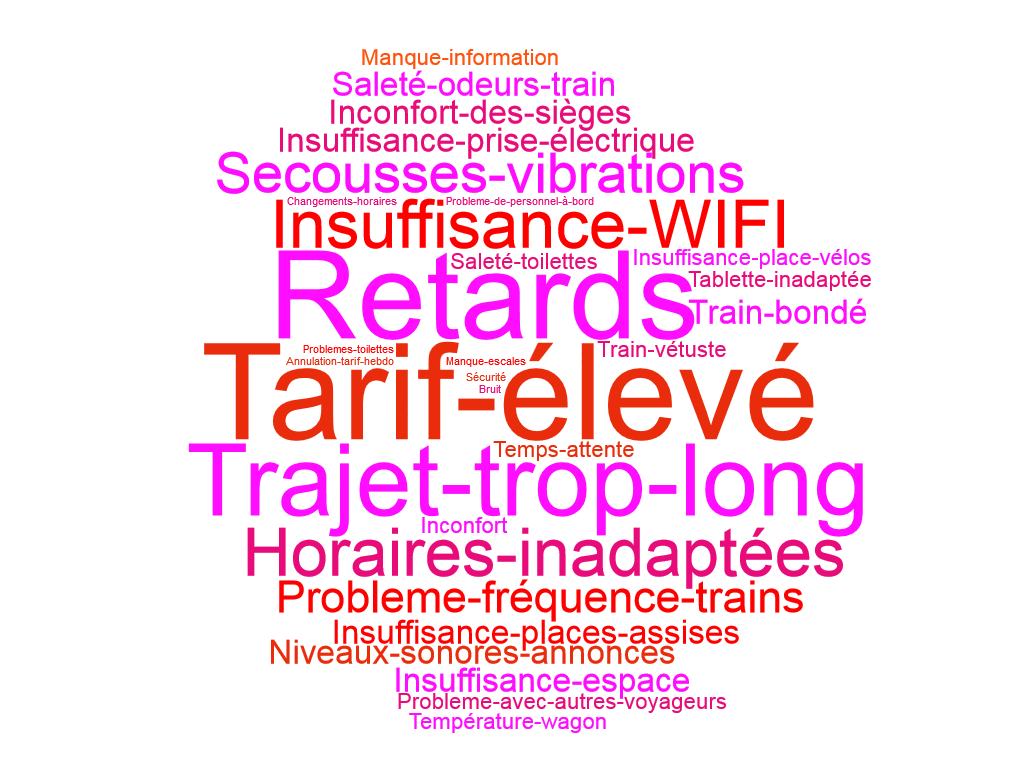 Manque-information
Saleté-odeurs-train
Inconfort-des-sièges
Insuffisance-prise-électrique
Secousses-vibrations
Changements-horaires
Probleme-de-personnel-à-bord
Insuffisance-WIFI
Retards
Saleté-toilettes
Insuffisance-place-vélos
Tablette-inadaptée
Train-bondé
Tarif-élevé
Problemes-toilettes
Annulation-tarif-hebdo
Manque-escales
Sécurité
Bruit
Train-vétuste
Trajet-trop-long
Temps-attente
Inconfort
Horaires-inadaptées
Probleme-fréquence-trains
Insuffisance-places-assises
Niveaux-sonores-annonces
Insuffisance-espace
Probleme-avec-autres-voyageurs
Température-wagon